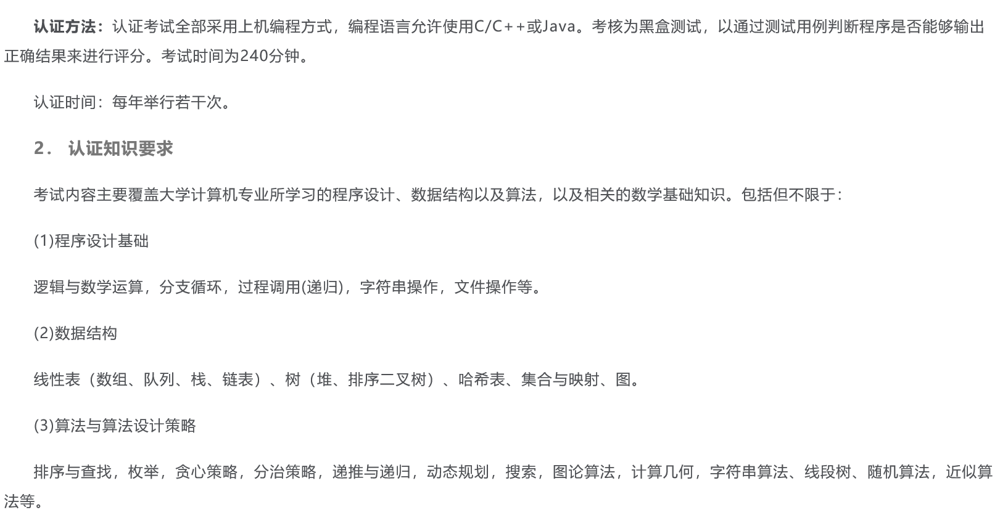 认证方法：认证考试全部采用上机编程方式，编程语言允许使用C/C++或Java。考核为黑盒测试，以通过测试用例判断程序是否能够输出
正确结果来进行评分。考试时间为240分钟。
认证时间：每年举行若干次。
2． 认证知识要求
考试内容主要覆盖大学计算机专业所学习的程序设计、数据结构以及算法，以及相关的数学基础知识。包括但不限于：
(1)程序设计基础
逻辑与数学运算，分支循环，过程调用(递归)，字符串操作，文件操作等。
(2)数据结构
线性表（数组、队列、栈、链表）、树（堆、排序二叉树）、哈希表、集合与映射、图。
(3)算法与算法设计策略
排序与查找，枚举，贪心策略，分治策略，递推与递归，动态规划，搜索，图论算法，计算几何，字符串算法、线段树、随机算法，近似算
法等。